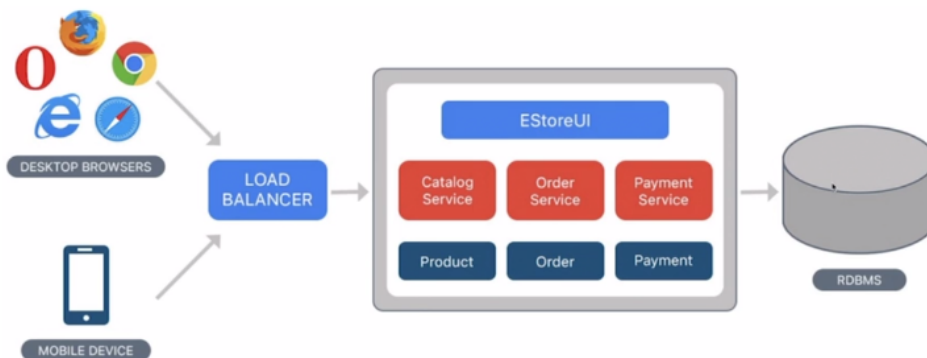 DESKTOP BROWSERS
MOBILE DEVICE
LOAD
BALANCER
EStoreUI
Catalog
Service
Order
Service
Payment
Service
Product
Order
Payment
RDBMS